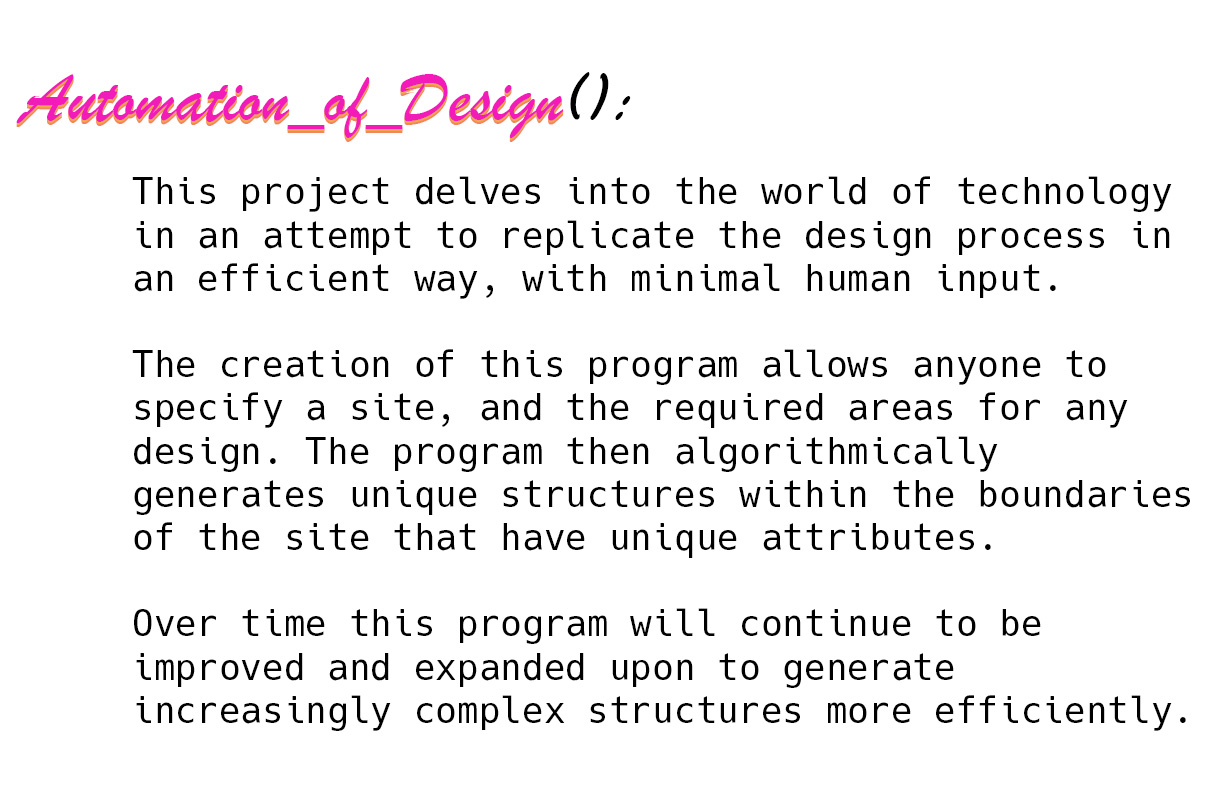 Automation_of_Design():
This project delves into the world of technology
in an attempt to replicate the design process in
an efficient way, with minimal human input.
The creation of this program allows anyone to
specify a site, and the required areas for any
design. The program then algorithmically
generates unique structures within the boundaries
of the site that have unique attributes.
Over time this program will continue to be
improved and expanded upon to generate
increasingly complex structures more efficiently.